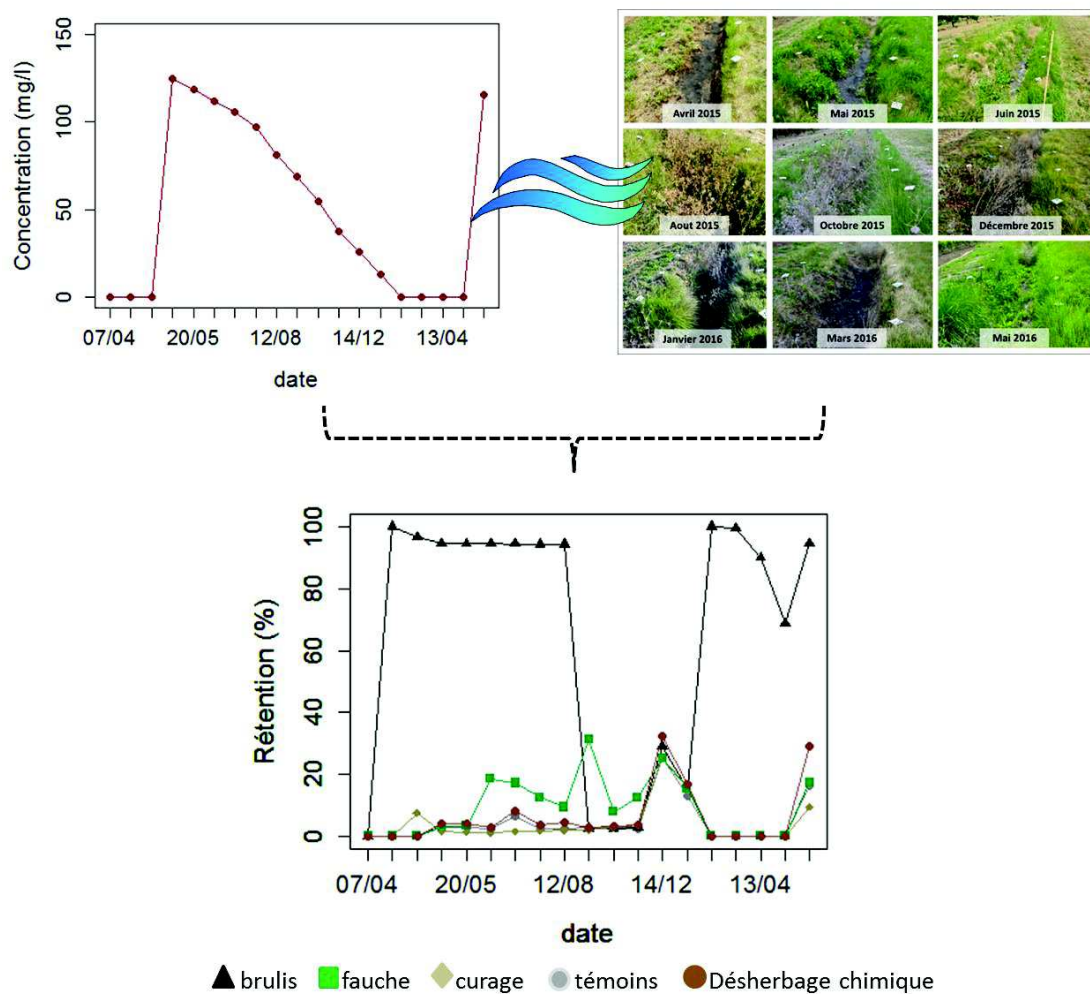 150
100
50
0
Concentration (mg/l)
07/04 20/05 12/08 14/12 13/04
date
Avril 2015 Mai 2015 Juin 2015
Aout 2015 Octobre 2015 Décembre 2015
Janvier 2016 Mars 2016 Mai 2016
100
80
60
40
20
0
Rétention (%)
07/04 20/05 12/08 14/12 13/04
date
brulis fauche curage témoins Désherbage chimique